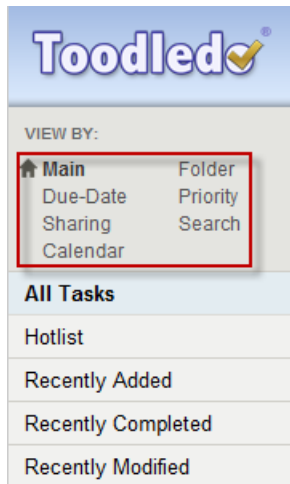 Toodledo®
VIEW BY:
Main Folder
Due-Date Priority
Sharing Search
Calendar
All Tasks
Hotlist
Recently Added
Recently Completed
Recently Modified